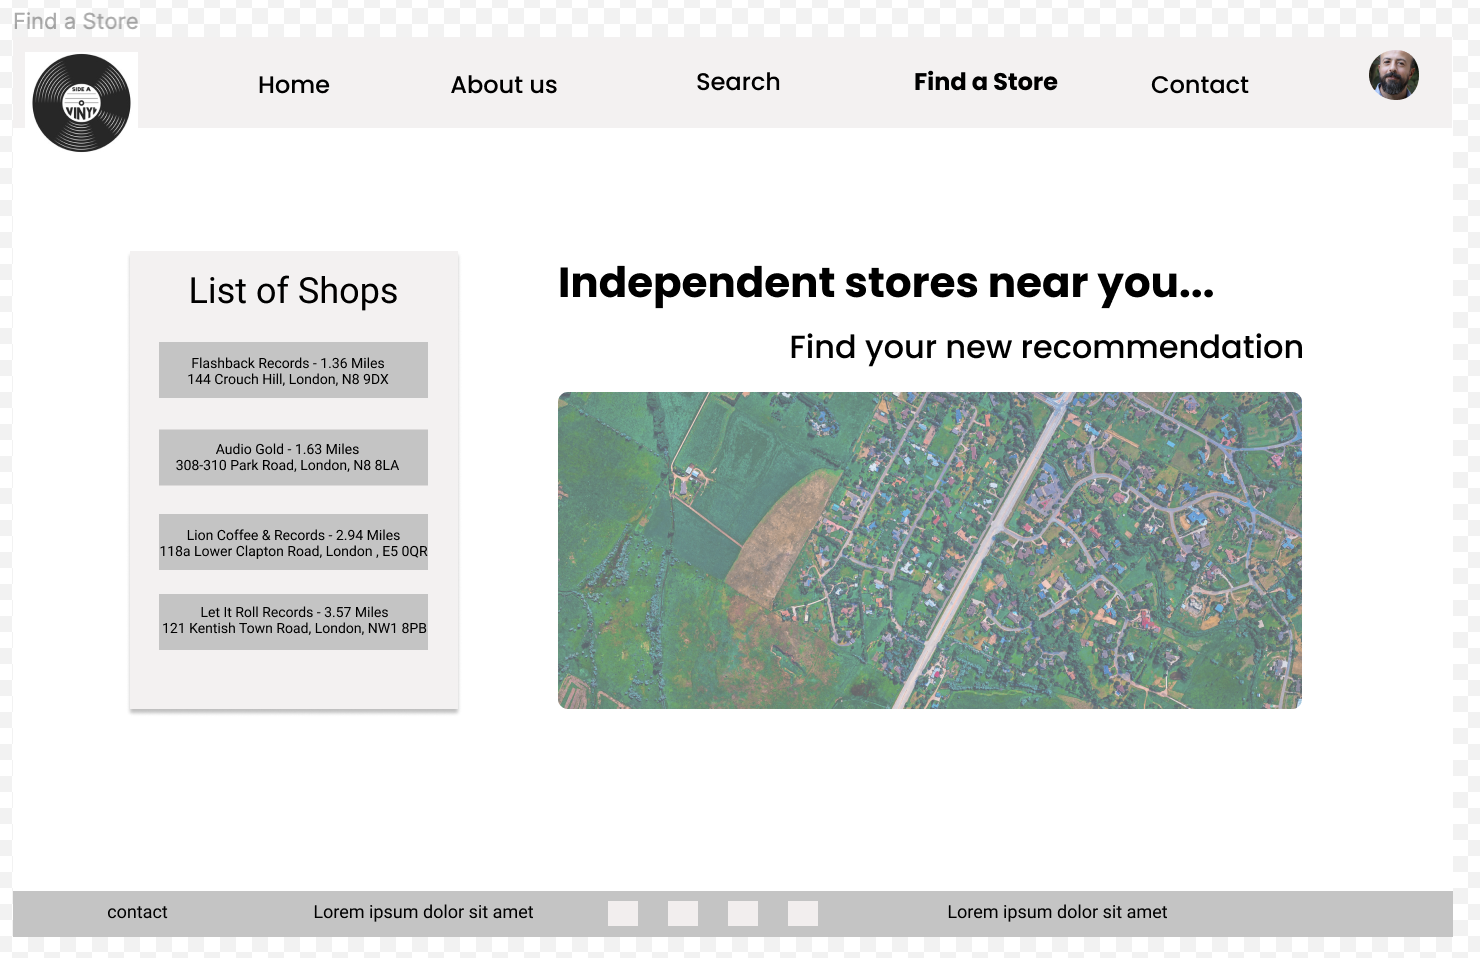 Find a Store
SIDE A
VINYL
Home
About us
Search
Find a Store
Contact
List of Shops
Flashback Records - 1.36 Miles
144 Crouch Hill, London, N8 9DX
Audio Gold - 1.63 Miles
308-310 Park Road, London, N8 8LA
Lion Coffee & Records - 2.94 Miles
118a Lower Clapton Road, London , E5 0QR
Let It Roll Records - 3.57 Miles
121 Kentish Town Road, London, NW1 8PB
Independent stores near you...
Find your new recommendation
contact
Lorem ipsum dolor sit amet
Lorem ipsum dolor sit amet